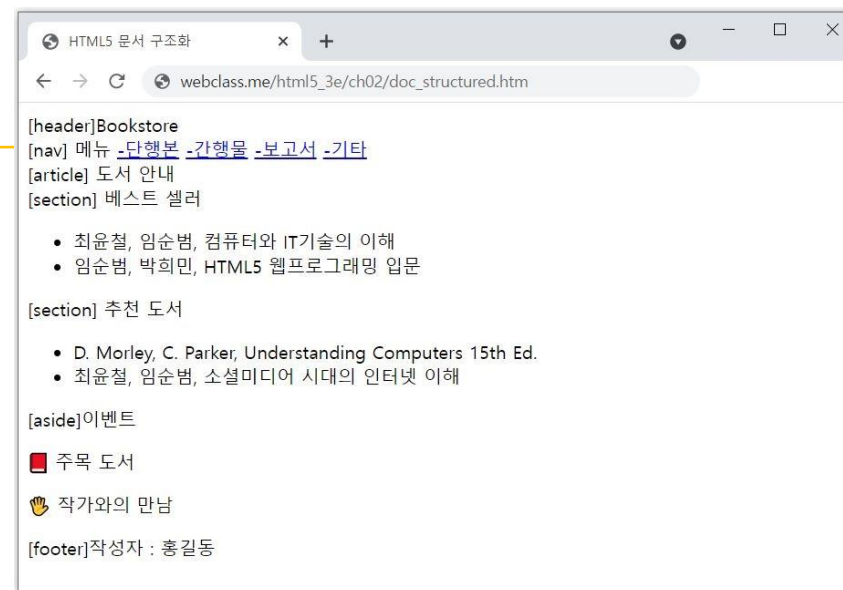 HTML5 문서 구조화
webclass.me/html5_3e/ch02/doc_structured.htm
[header]Bookstore
[nav] 메뉴 -단행본 -간행물 -보고서 -기타
[article] 도서 안내
[section] 베스트 셀러
• 최윤철, 임순범, 컴퓨터와 IT기술의 이해
• 임순범, 박희민, HTML5 웹프로그래밍 입문
[section] 추천 도서
• D. Morley, C. Parker, Understanding Computers 15th Ed.
• 최윤철, 임순범, 소셜미디어 시대의 인터넷 이해
[aside]이벤트
📕 주목 도서
👋 작가와의 만남
[footer]작성자 : 홍길동